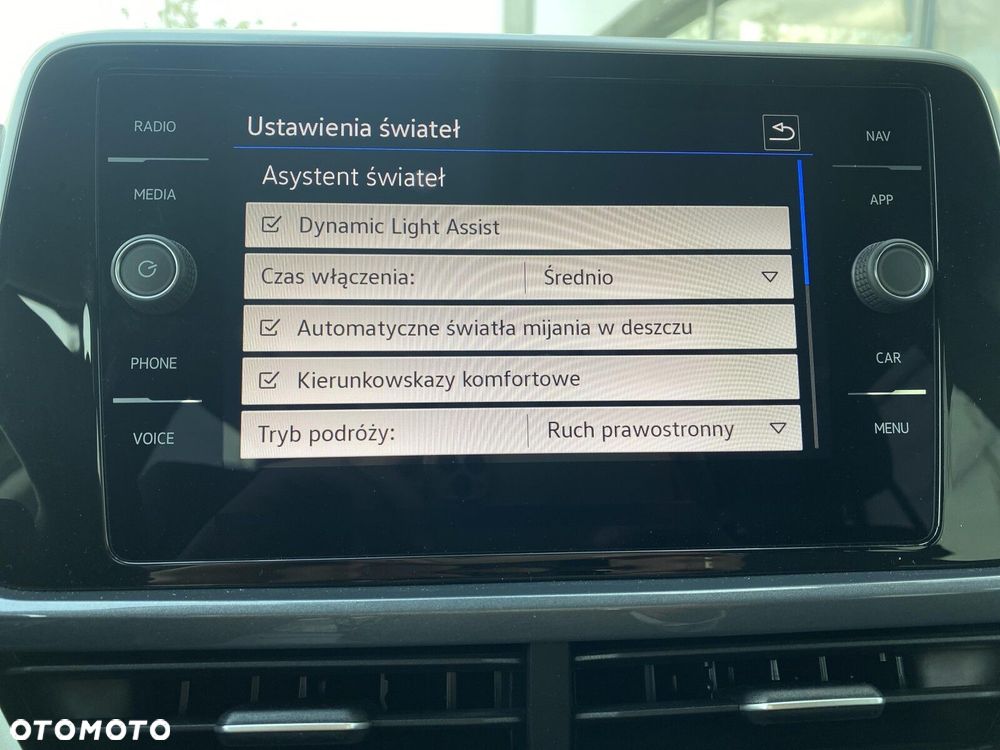 RADIO
MEDIA
PHONE
VOICE
Ustawienia świateł
Asystent świateł
Dynamic Light Assist
Czas włączenia: Średnio
Automatyczne światła mijania w deszczu
Kierunkowskazy komfortowe
Tryb podróży: Ruch prawostronny
NAV
APP
CAR
MENU
OTOMOTO